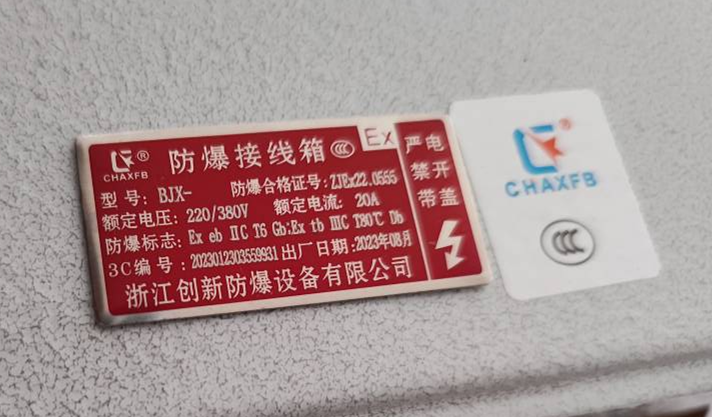 CHAXFB
防爆接线箱
Ex
型号：BJX-
防爆合格证号：ZJEx22.0555
额定电压：220/380V
额定电流：20A
防爆标志：Ex eb ⅡC T6 Gb;Ex tb ⅢC T80℃ Db
3C编号：2023012303559931
出厂日期：2023年08月
浙江创新防爆设备有限公司
严禁带电开盖
CHAXFB
CCC